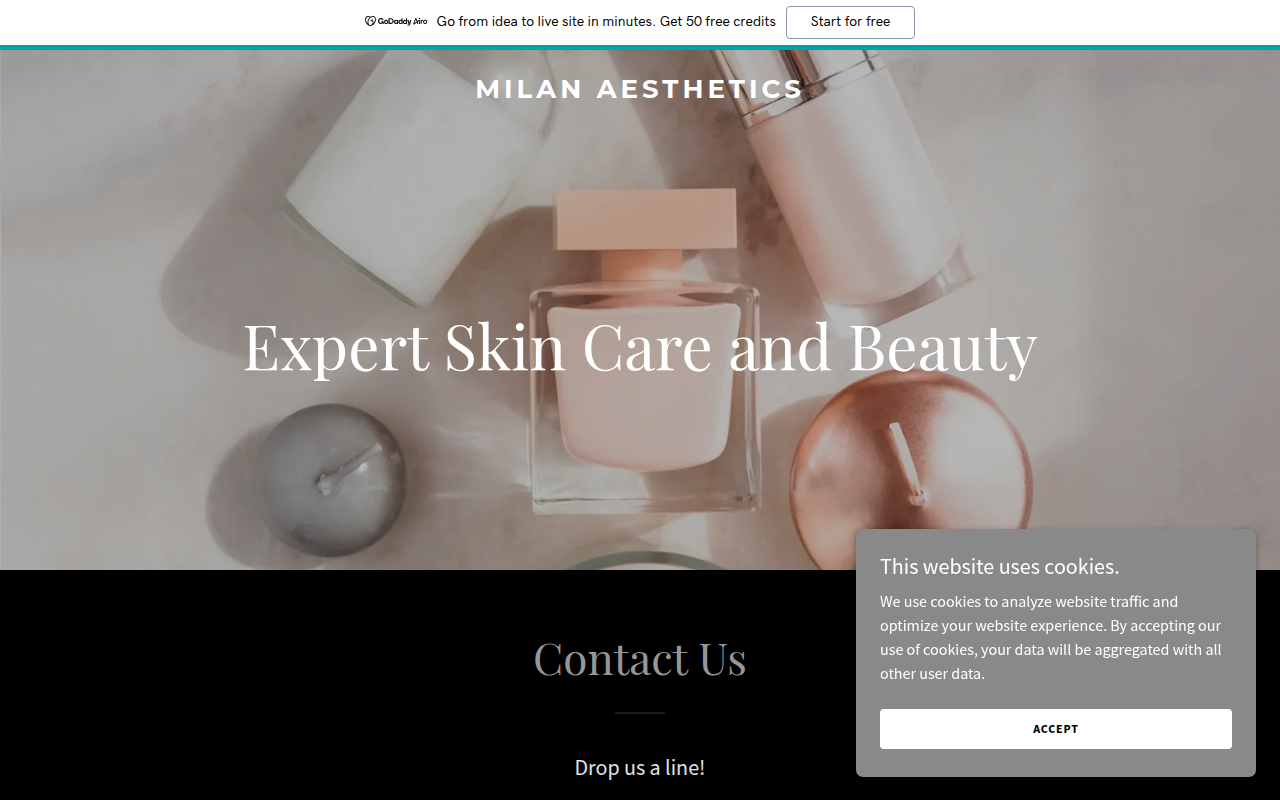 GoDaddy Airo
Go from idea to live site in minutes. Get 50 free credits
Start for free
MILAN AESTHETICS
Expert Skin Care and Beauty
Contact Us
Drop us a line!
This website uses cookies.
We use cookies to analyze website traffic and
optimize your website experience. By accepting our
use of cookies, your data will be aggregated with all
other user data.
ACCEPT